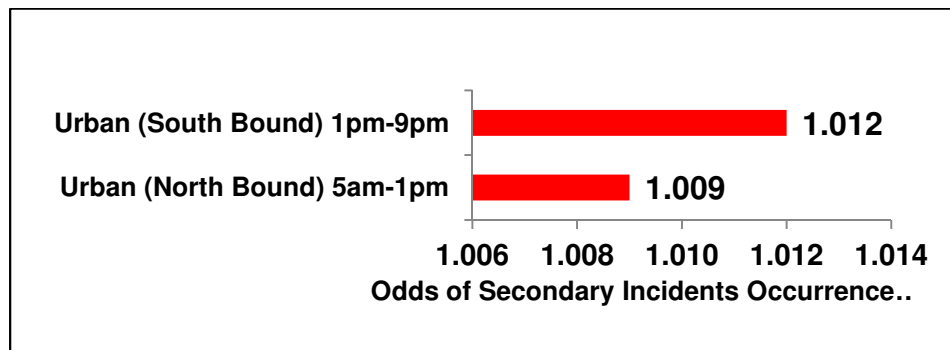 Urban (South Bound) 1pm-9pm 1.012
Urban (North Bound) 5am-1pm 1.009
1.006 1.008 1.010 1.012 1.014
Odds of Secondary Incidents Occurrence..